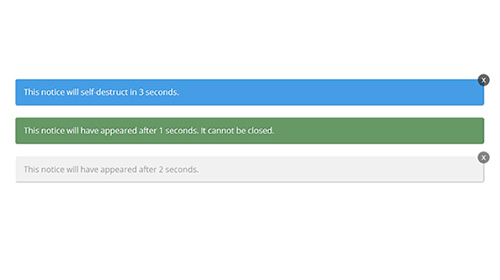 x
This notice will self-destruct in 3 seconds.
This notice will have appeared after 1 seconds. It cannot be closed.
x
This notice will have appeared after 2 seconds.